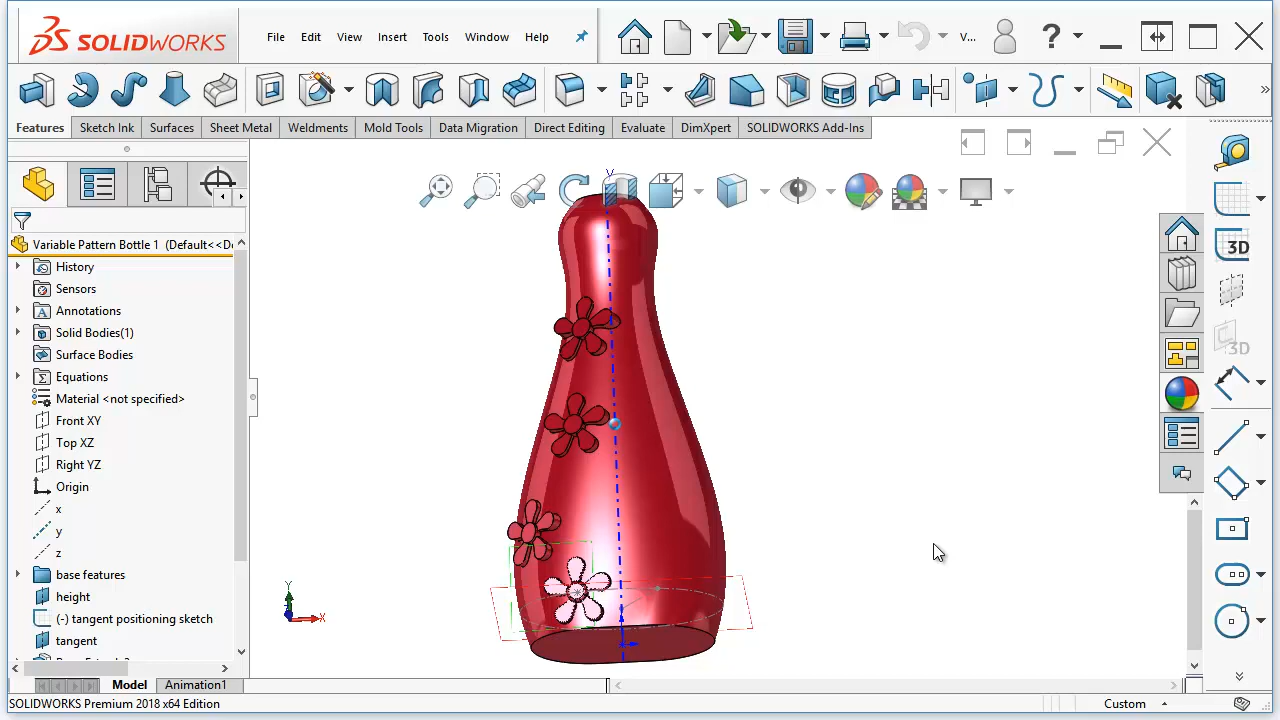 SOLIDWORKS
File Edit View Insert Tools Window Help
V... ?
Features Sketch Ink Surfaces Sheet Metal Weldments Mold Tools Data Migration Direct Editing Evaluate DimXpert SOLIDWORKS Add-Ins
Variable Pattern Bottle 1 (Default<<De
History
Sensors
Annotations
Solid Bodies(1)
Surface Bodies
Equations
Material <not specified>
Front XY
Top XZ
Right YZ
Origin
x
y
z
base features
height
(-) tangent positioning sketch
tangent
Y
X
Y
3D
3D
Model Animation1
SOLIDWORKS Premium 2018 x64 Edition
Custom